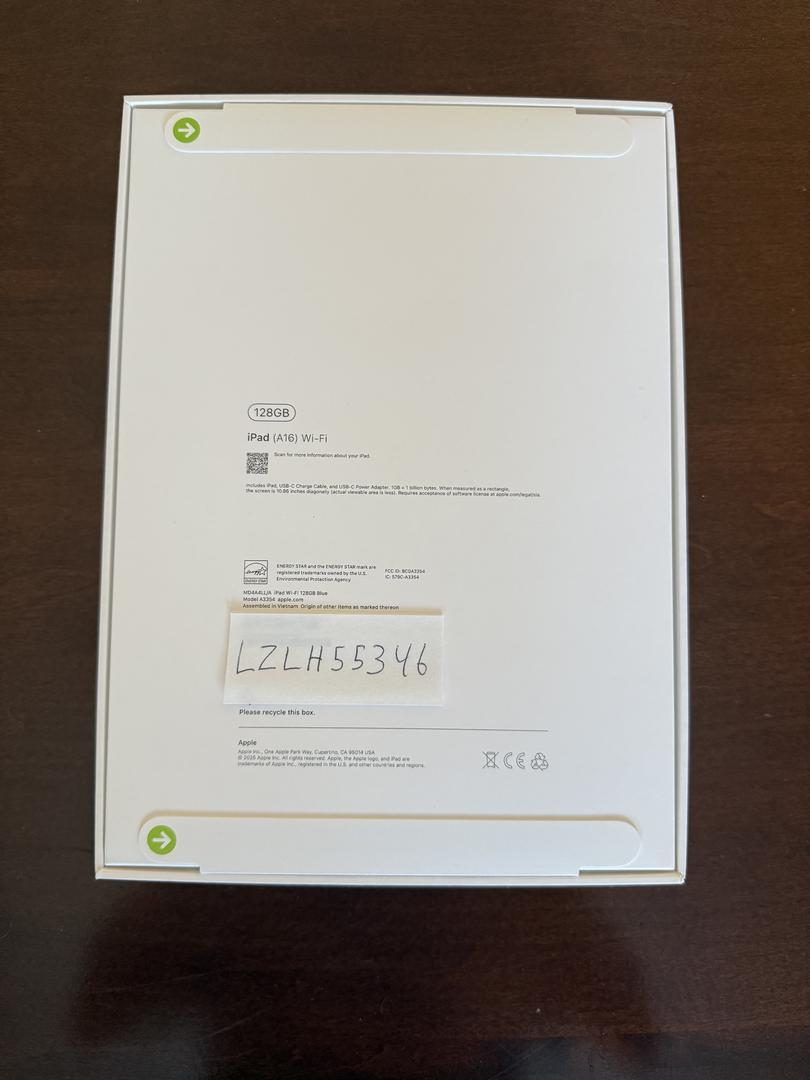 128GB
iPad (A16) Wi-Fi
Scan for more information about your iPad.
Includes iPad, USB-C Charge Cable, and USB-C Power Adapter. 1GB = 1 billion bytes. When measured as a rectangle,
the screen is 10.86 inches diagonally (actual viewable area is less). Requires acceptance of software license at apple.com/legal/sla.
ENERGY STAR
ENERGY STAR and the ENERGY STAR mark are
registered trademarks owned by the U.S.
Environmental Protection Agency
FCC ID: BCGA3354
IC: 579C-A3354
MD4A4LL/A iPad Wi-Fi 128GB Blue
Model A3354 apple.com
Assembled in Vietnam Origin of other items as marked thereon
LZLH55346
Please recycle this box.
Apple
Apple Inc., One Apple Park Way, Cupertino, CA 95014 USA
© 2025 Apple Inc. All rights reserved. Apple, the Apple logo, and iPad are
trademarks of Apple Inc., registered in the U.S. and other countries and regions.
CE